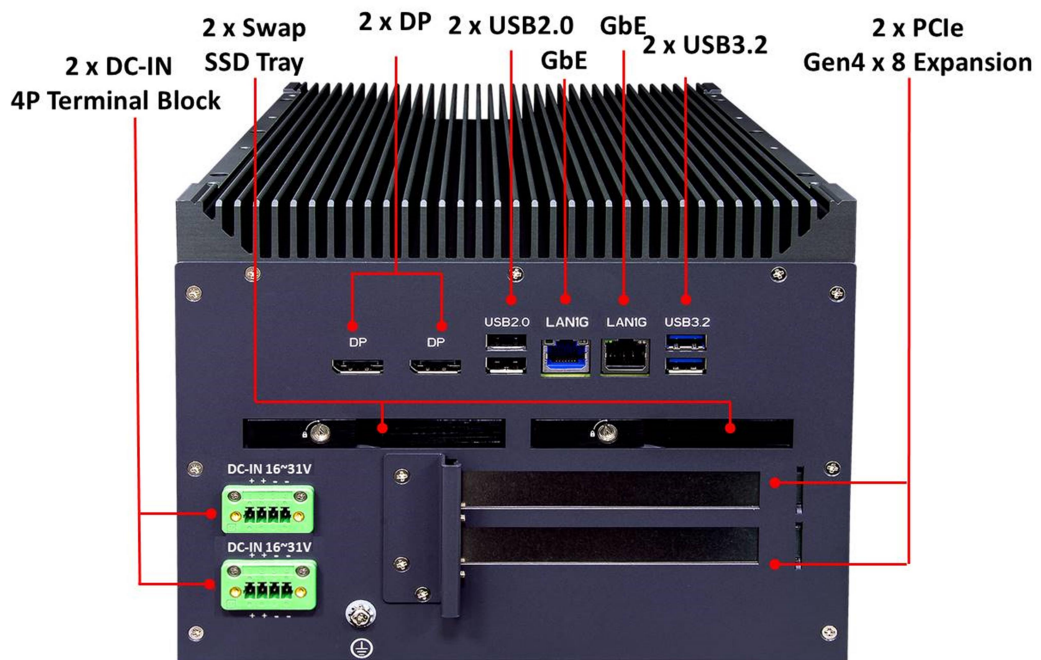 2 x DC-IN
4P Terminal Block
2 x Swap
SSD Tray
2 x DP
2 x USB2.0
GbE
GbE
2 x USB3.2
2 x PCIe
Gen4 x 8 Expansion
DP
DP
USB2.0
LAN1G
LAN1G
USB3.2
DC-IN 16~31V
+ + - -
DC-IN 16~31V
+ + - -
+ + - -